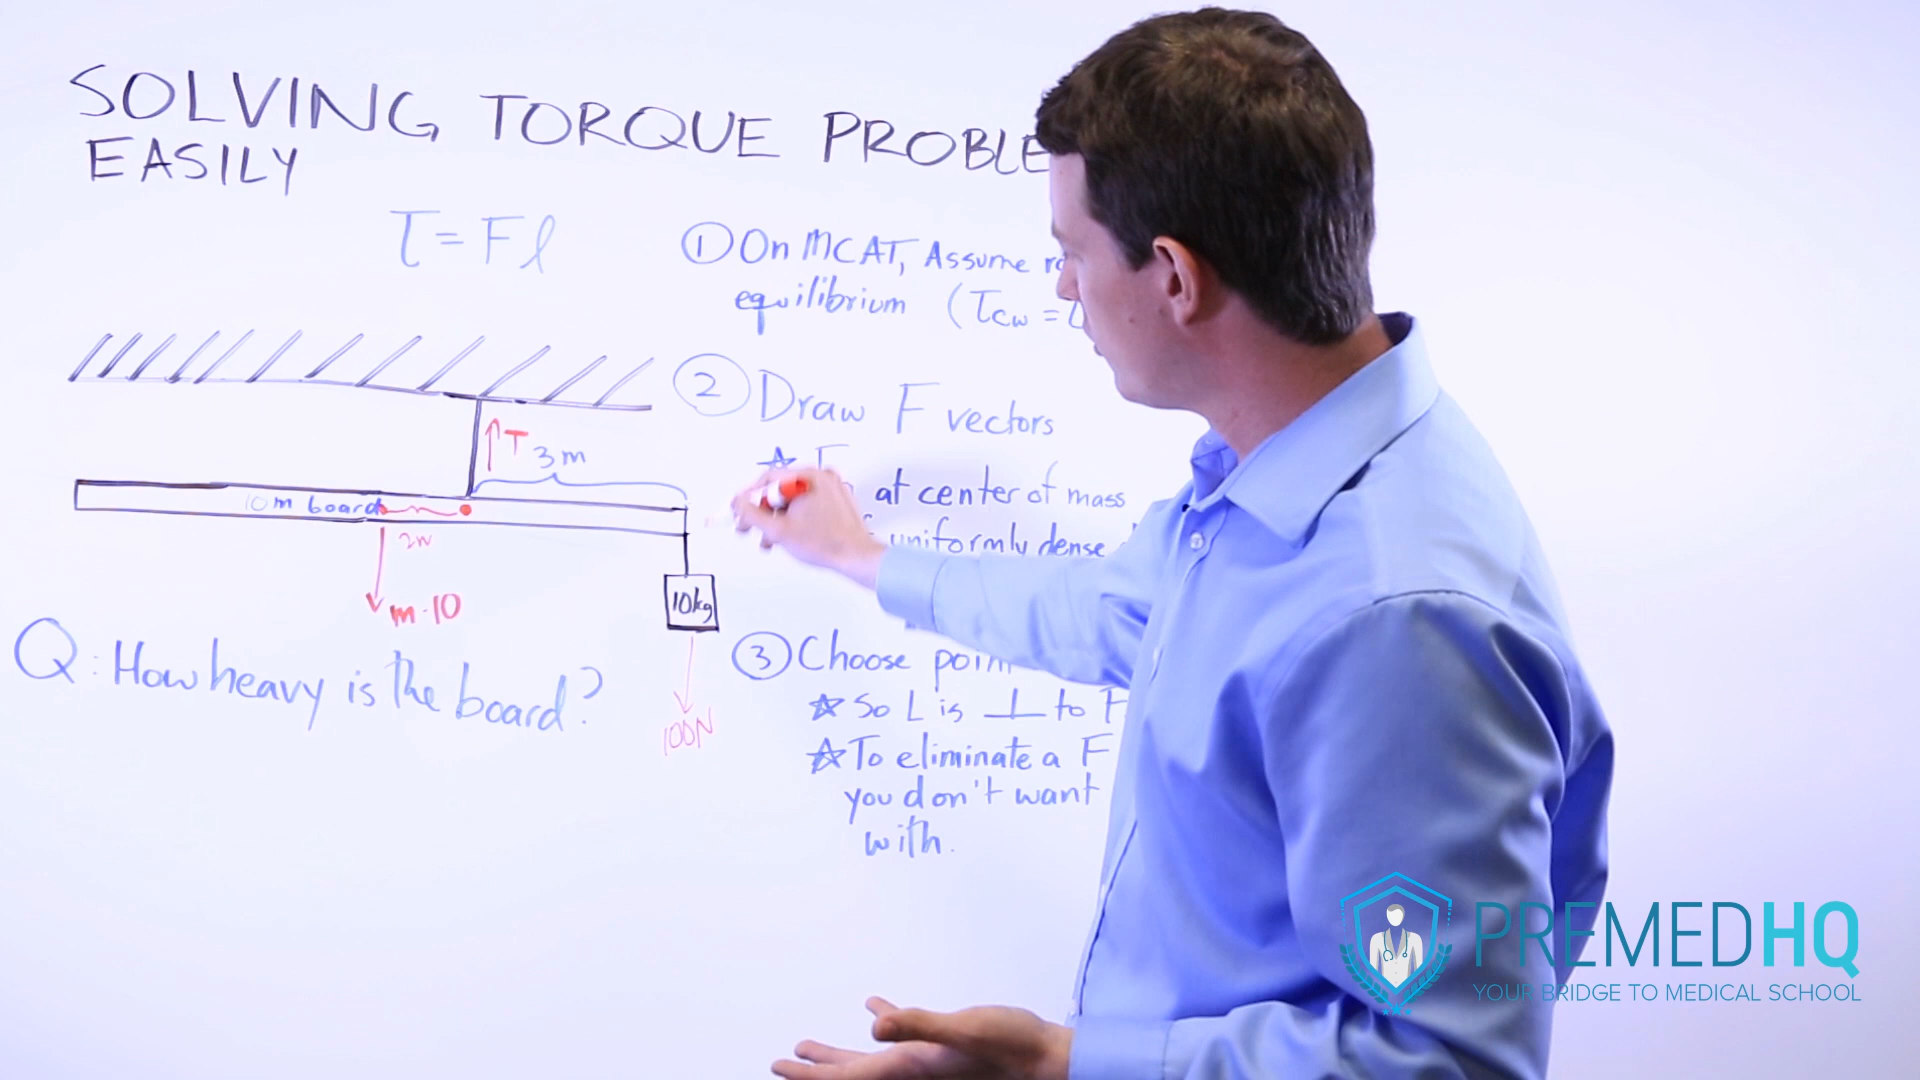 SOLVING TORQUE PROBLE
EASILY
τ = Fl
① On MCAT, Assume ro
equilibrium (τcw =
② Draw F vectors
T
3m
at center of mass
uniformly dense
10m board
2m
m·10
10kg
100N
Q: How heavy is the board?
③ Choose poin
☆ So L is ⊥ to F
☆ To eliminate a F
you don't want
with.
PREMEDHQ
YOUR BRIDGE TO MEDICAL SCHOOL